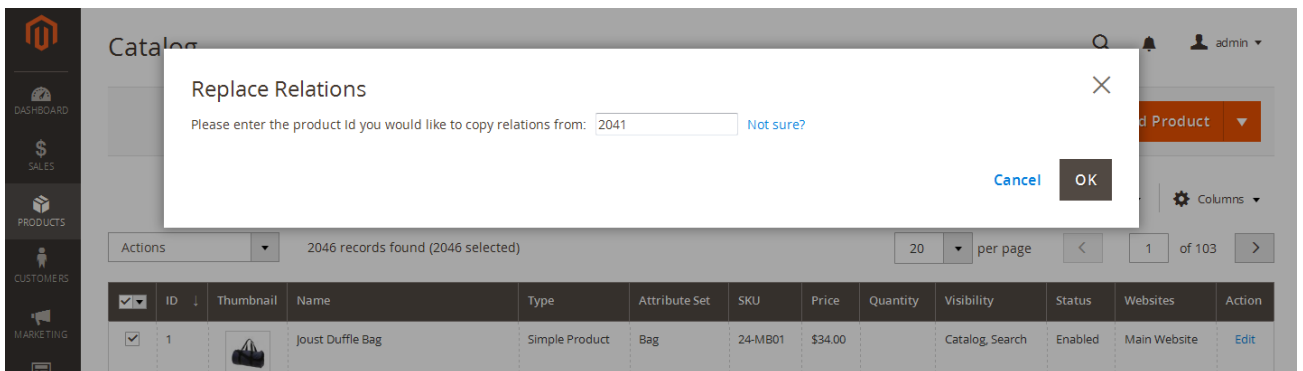 Catalog
admin
Replace Relations
Please enter the product Id you would like to copy relations from: 2041 Not sure?
Cancel OK
d Product
DASHBOARD
SALES
PRODUCTS
CUSTOMERS
MARKETING
Columns
Actions 2046 records found (2046 selected) 20 per page 1 of 103
ID ↓ Thumbnail Name Type Attribute Set SKU Price Quantity Visibility Status Websites Action
1 Joust Duffle Bag Simple Product Bag 24-MB01 $34.00 Catalog, Search Enabled Main Website Edit